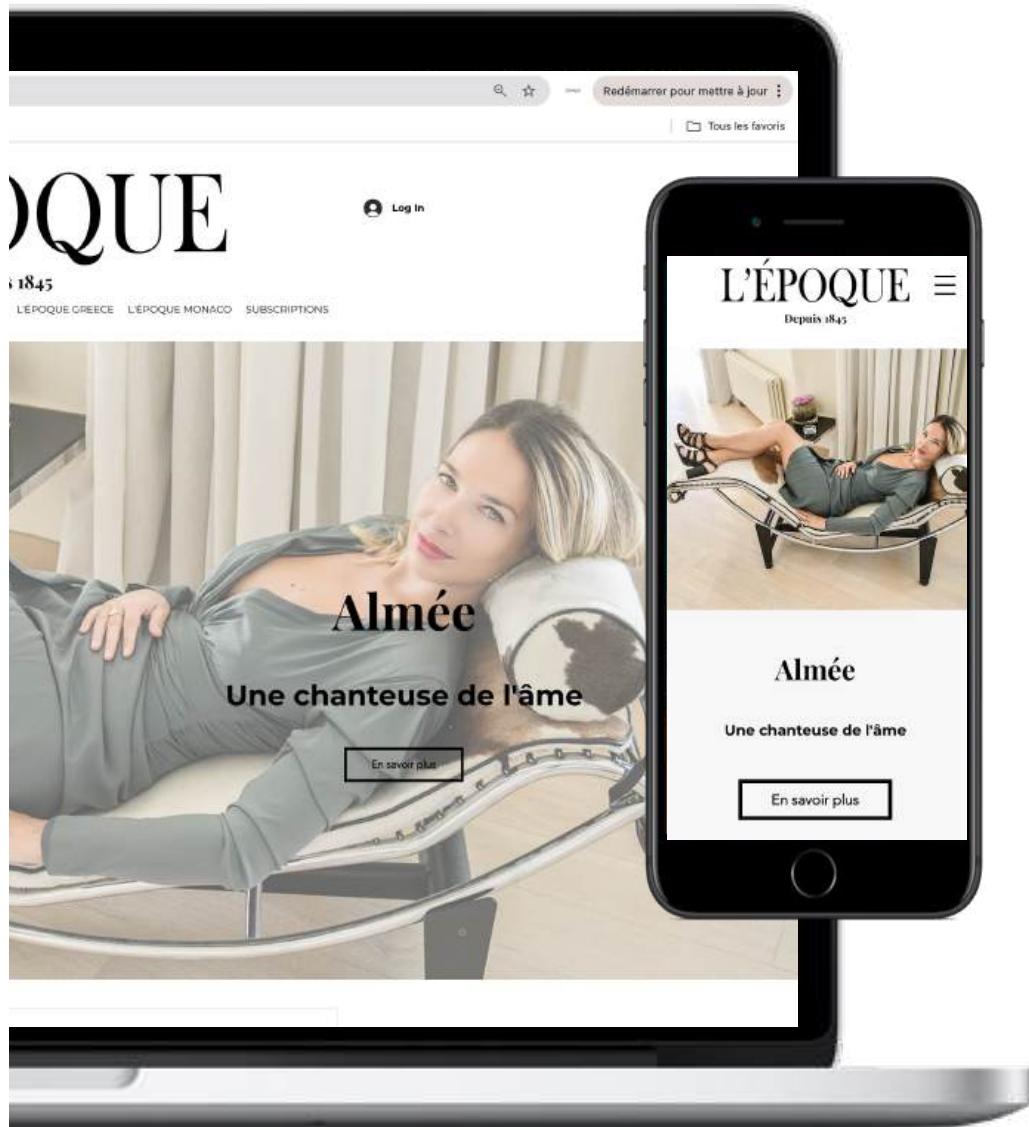 Redémarrer pour mettre à jour
Tous les favoris
OQUE
Log In
s 1845
L'ÉPOQUE GREECE L'ÉPOQUE MONACO SUBSCRIPTIONS
Almée
Une chanteuse de l'âme
En savoir plus
L'ÉPOQUE
Depuis 1845
Almée
Une chanteuse de l'âme
En savoir plus